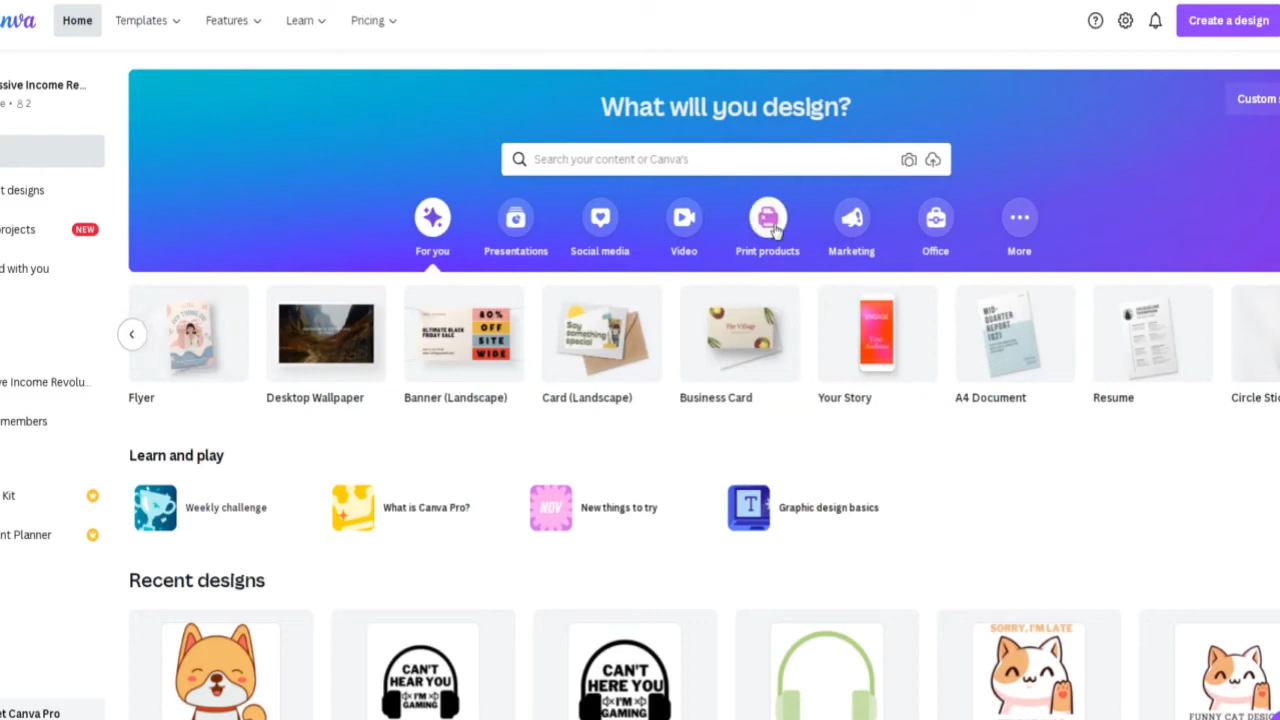 nva
Home
Templates
Features
Learn
Pricing
Create a design
ssive Income Re...
e • 2
Custom
What will you design?
Search your content or Canva's
t designs
rojects
NEW
d with you
For you
Presentations
Social media
Video
Print products
Marketing
Office
More
ULTIMATE BLACK
FRIDAY SALE
80%
OFF
SITE
WIDE
Say
something
special
The Village
MID-
QUARTER
REPORT
Flyer
Desktop Wallpaper
Banner (Landscape)
Card (Landscape)
Business Card
Your Story
A4 Document
Resume
Circle Sti
ve Income Revolu...
members
Learn and play
Kit
nt Planner
Weekly challenge
What is Canva Pro?
NOV
New things to try
T
Graphic design basics
Recent designs
CAN'T
HEAR YOU
I'M
GAMING
CAN'T
HERE YOU
I'M
GAMING
SORRY, I'M LATE
FUNNY CAT DESIG
et Canva Pro